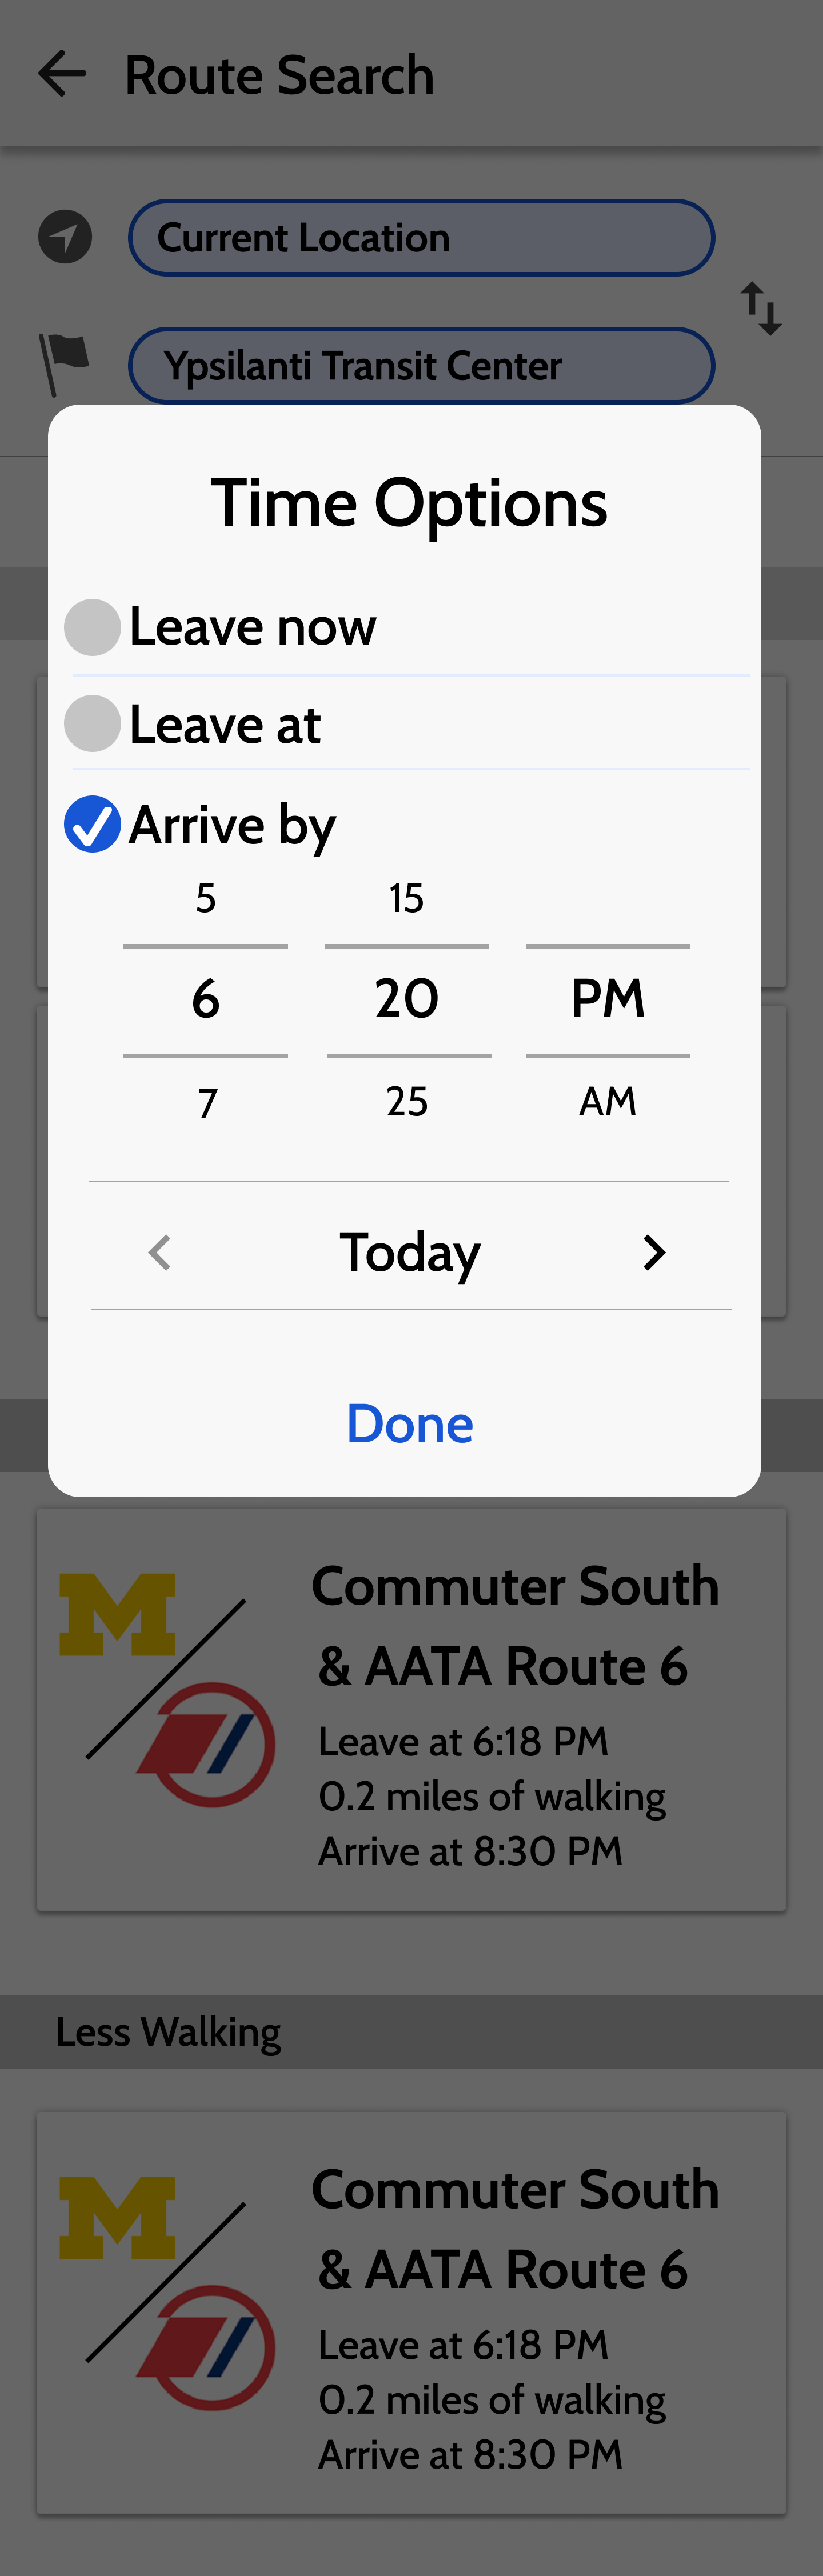 Route Search
Current Location
Ypsilanti Transit Center
Time Options
Leave now
Leave at
Arrive by
5 15
6 20 PM
7 25 AM
Today
Done
M
Commuter South
& AATA Route 6
Leave at 6:18 PM
0.2 miles of walking
Arrive at 8:30 PM
Less Walking
M
Commuter South
& AATA Route 6
Leave at 6:18 PM
0.2 miles of walking
Arrive at 8:30 PM